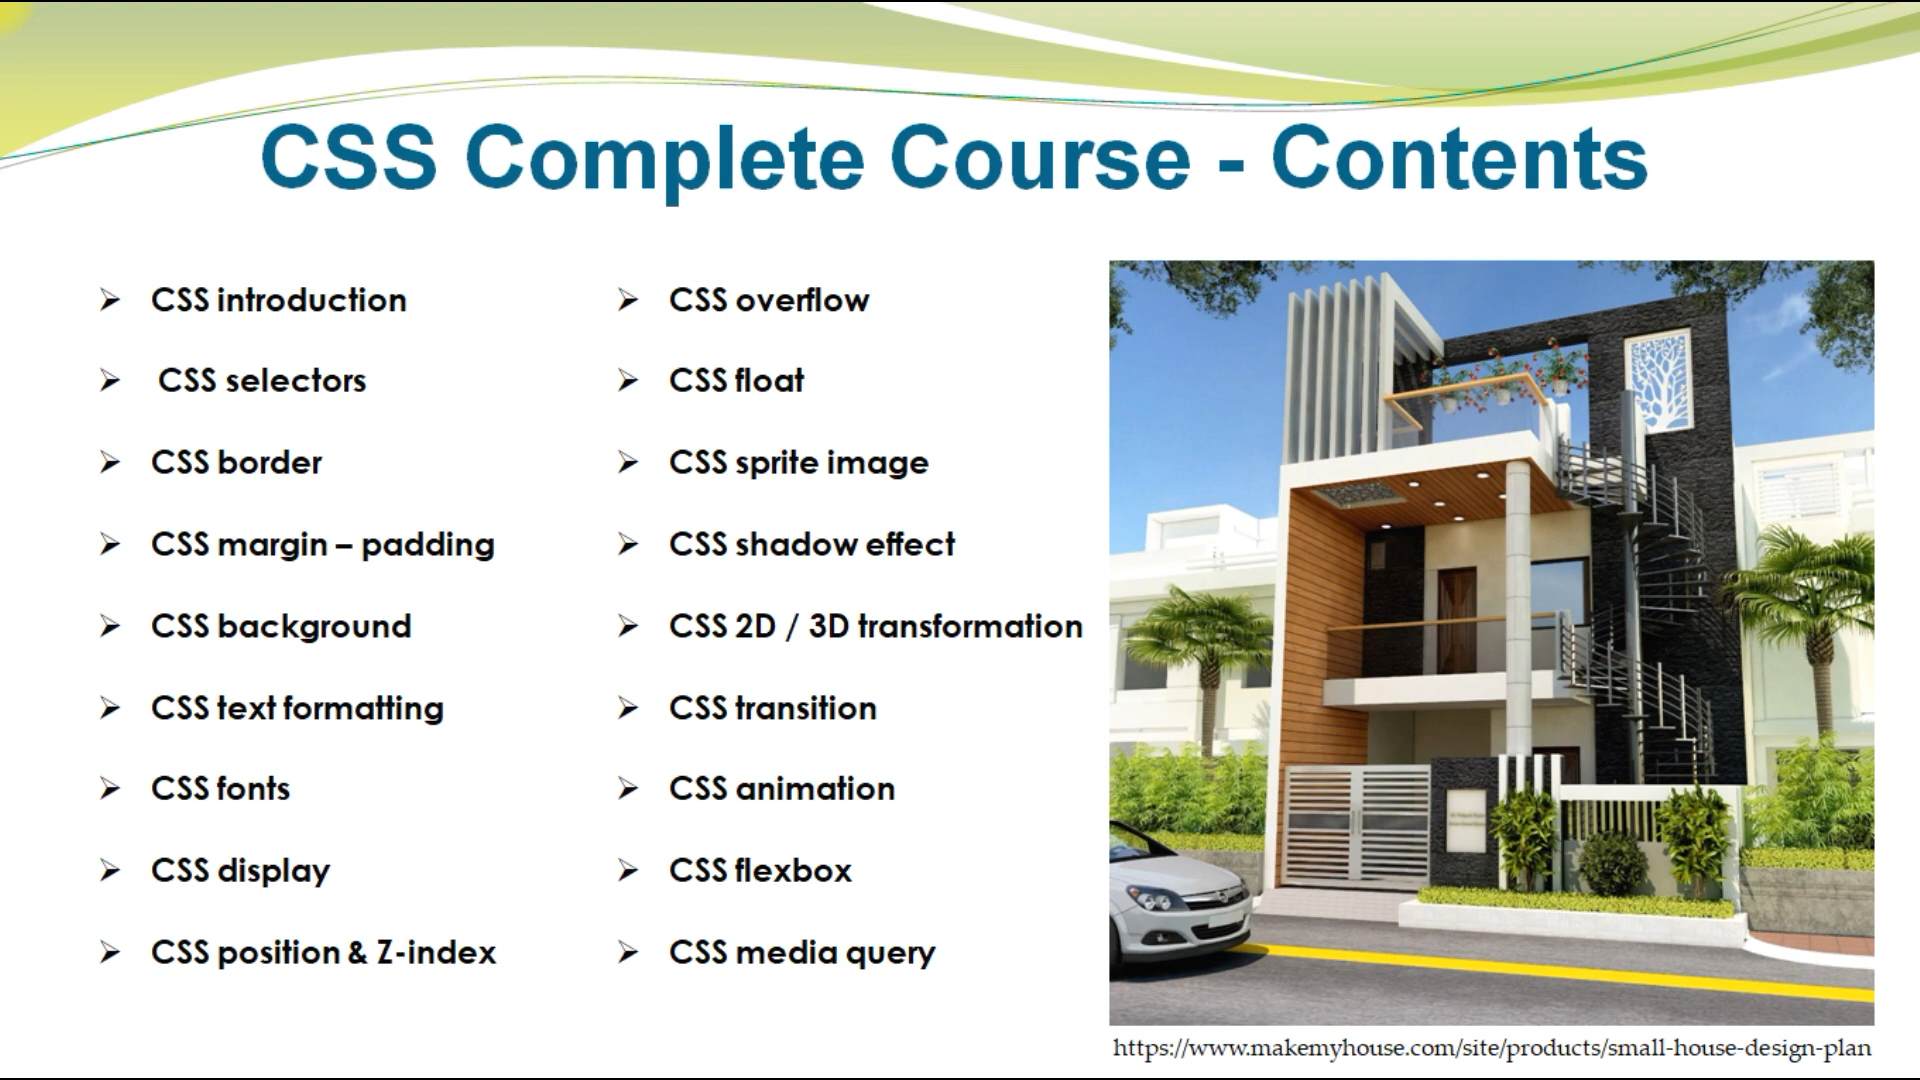 CSS Complete Course - Contents
CSS introduction
CSS selectors
CSS border
CSS margin – padding
CSS background
CSS text formatting
CSS fonts
CSS display
CSS position & Z-index
CSS overflow
CSS float
CSS sprite image
CSS shadow effect
CSS 2D / 3D transformation
CSS transition
CSS animation
CSS flexbox
CSS media query
https://www.makemyhouse.com/site/products/small-house-design-plan